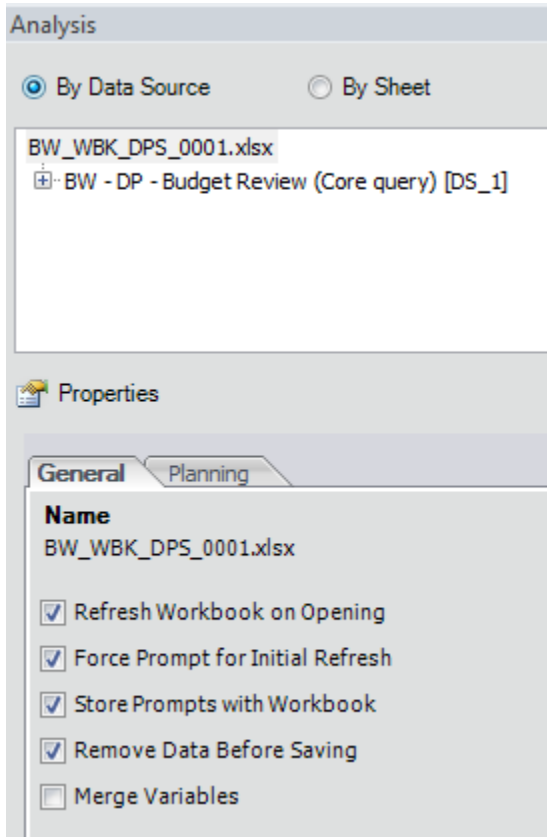 Analysis
By Data Source By Sheet
BW_WBK_DPS_0001.xlsx
BW - DP - Budget Review (Core query) [DS_1]
Properties
General Planning
Name
BW_WBK_DPS_0001.xlsx
Refresh Workbook on Opening
Force Prompt for Initial Refresh
Store Prompts with Workbook
Remove Data Before Saving
Merge Variables